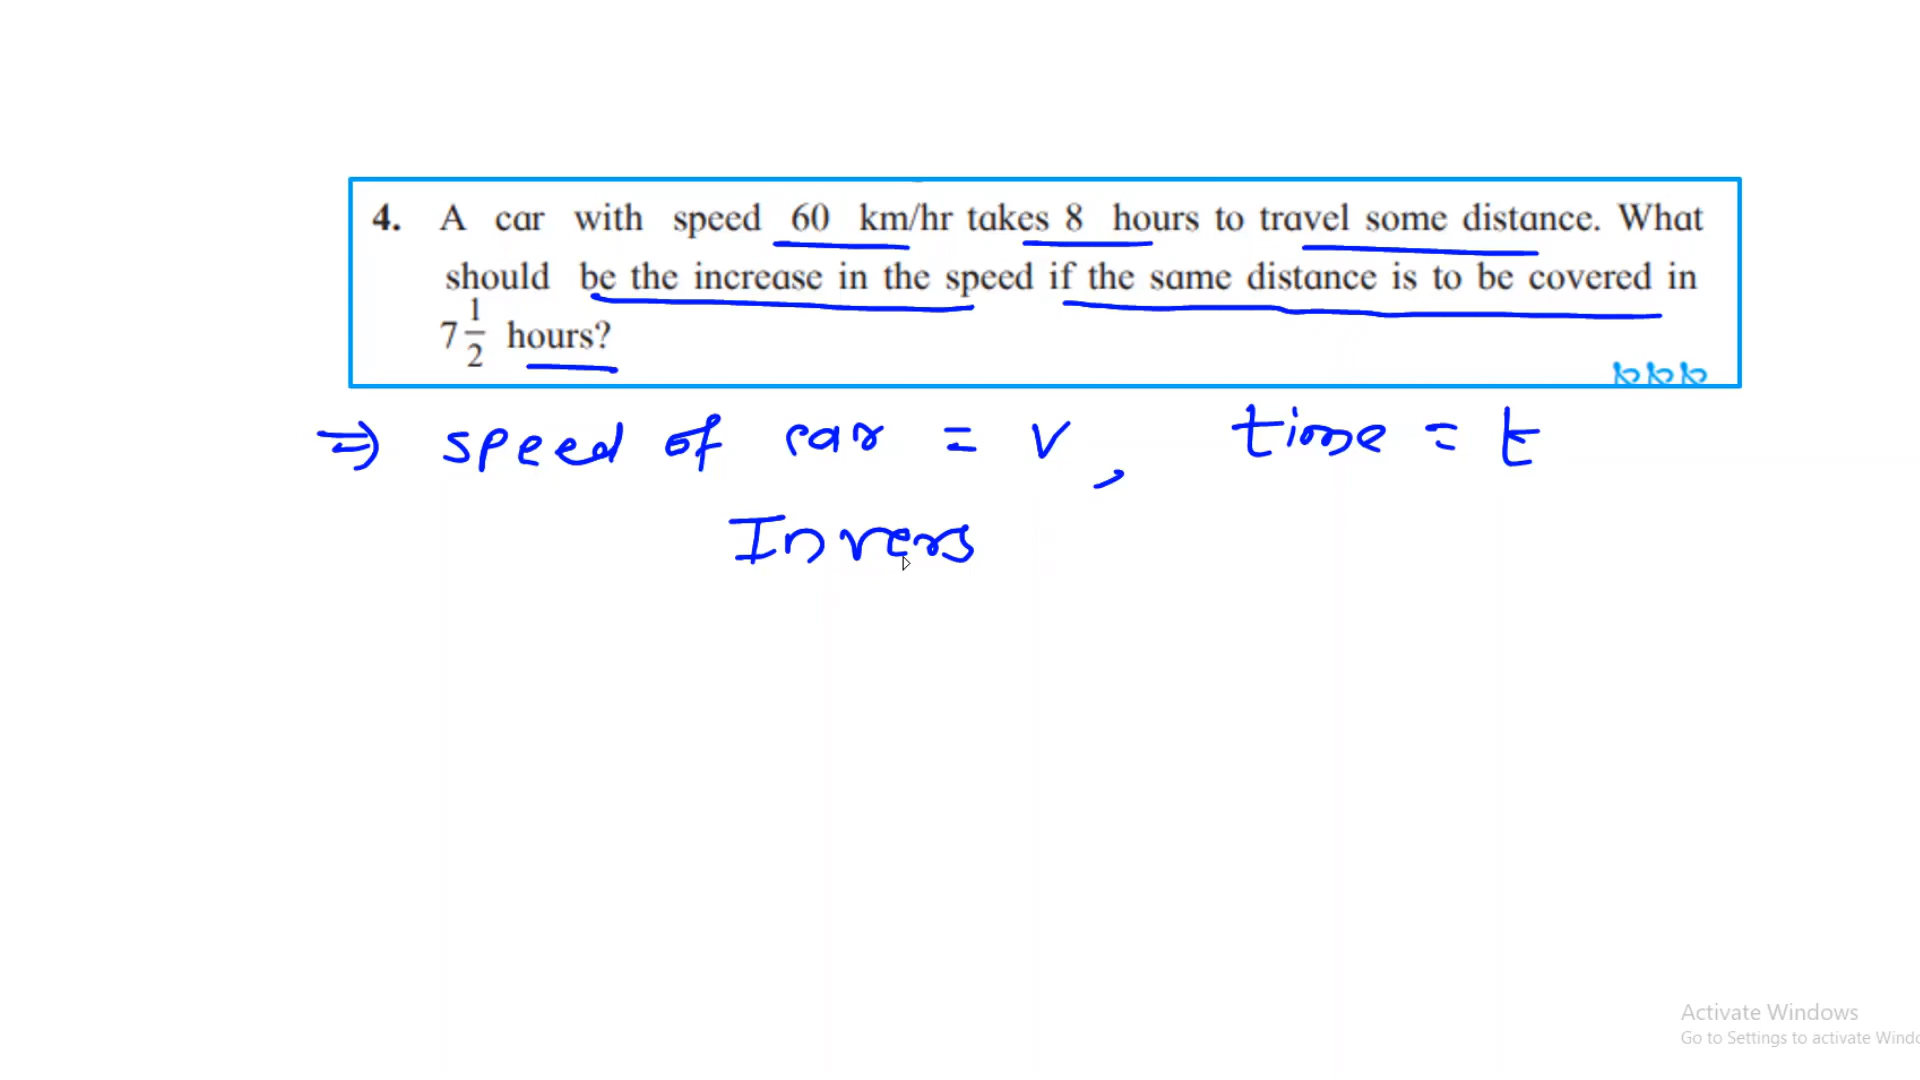 4. A car with speed 60 km/hr takes 8 hours to travel some distance. What
should be the increase in the speed if the same distance is to be covered in
7 1/2 hours?
⇒ speed of car = v, time = t
Invers
Activate Windows
Go to Settings to activate Windo